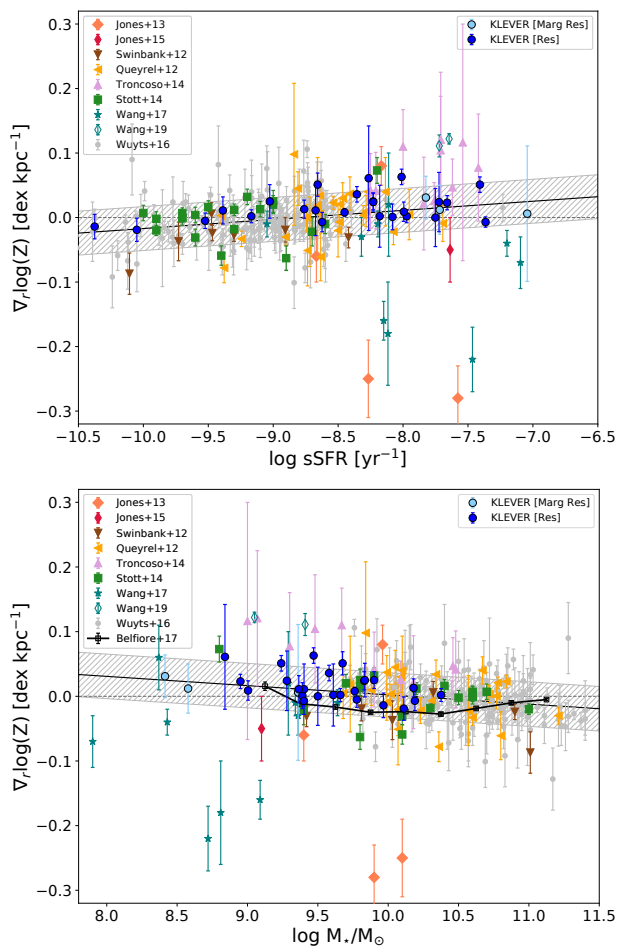 Jones+13
Jones+15
Swinbank+12
Queyrel+12
Troncoso+14
Stott+14
Wang+17
Wang+19
Wuyts+16
KLEVER [Marg Res]
KLEVER [Res]
0.3
0.2
0.1
0.0
−0.1
−0.2
−0.3
∇rlog(Z) [dex kpc⁻¹]
−10.5 −10.0 −9.5 −9.0 −8.5 −8.0 −7.5 −7.0 −6.5
log sSFR [yr⁻¹]
Jones+13
Jones+15
Swinbank+12
Queyrel+12
Troncoso+14
Stott+14
Wang+17
Wang+19
Wuyts+16
Belfiore+17
KLEVER [Marg Res]
KLEVER [Res]
0.3
0.2
0.1
0.0
−0.1
−0.2
−0.3
∇rlog(Z) [dex kpc⁻¹]
8.0 8.5 9.0 9.5 10.0 10.5 11.0 11.5
log M⋆/M⊙